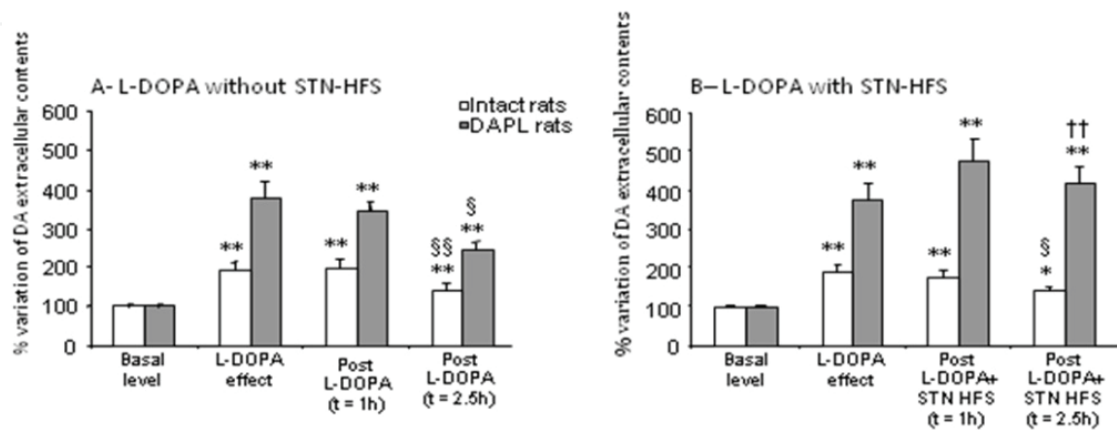 A- L-DOPA without STN-HFS
% variation of DA extracellular contents
600
500
400
300
200
100
0
Intact rats
DAPL rats
**
**
**
**
§§
**
§
**
Basal
level
L-DOPA
effect
Post
L-DOPA
(t = 1h)
Post
L-DOPA
(t = 2.5h)
B– L-DOPA with STN-HFS
% variation of DA extracellular contents
600
500
400
300
200
100
0
**
**
**
**
§
*
††
**
Basal
level
L-DOPA
effect
Post
L-DOPA+
STN HFS
(t = 1h)
Post
L-DOPA+
STN HFS
(t = 2.5h)